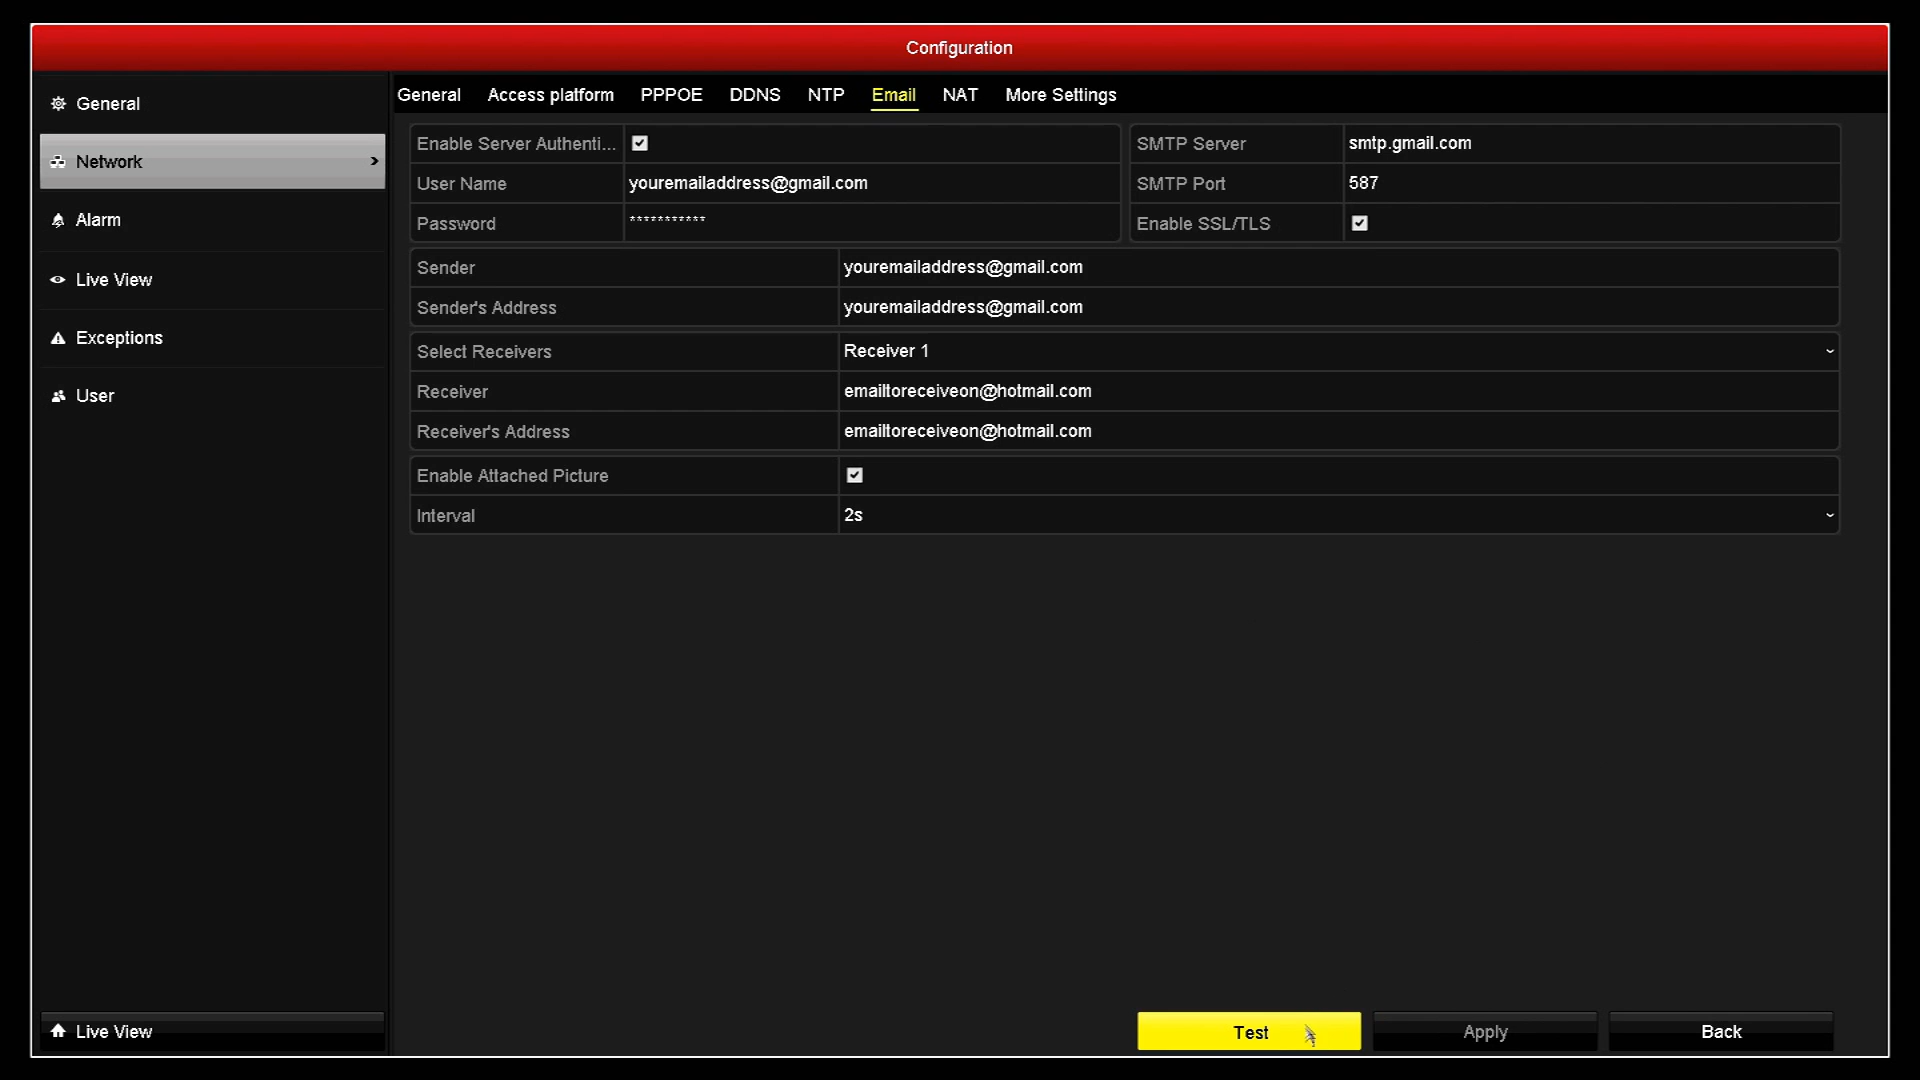 Configuration
General
Network
Alarm
Live View
Exceptions
User
Live View
General Access platform PPPOE DDNS NTP Email NAT More Settings
Enable Server Authenti...
User Name youremailaddress@gmail.com
Password ***********
SMTP Server smtp.gmail.com
SMTP Port 587
Enable SSL/TLS
Sender youremailaddress@gmail.com
Sender's Address youremailaddress@gmail.com
Select Receivers Receiver 1
Receiver emailtoreceiveon@hotmail.com
Receiver's Address emailtoreceiveon@hotmail.com
Enable Attached Picture
Interval 2s
Test Apply Back